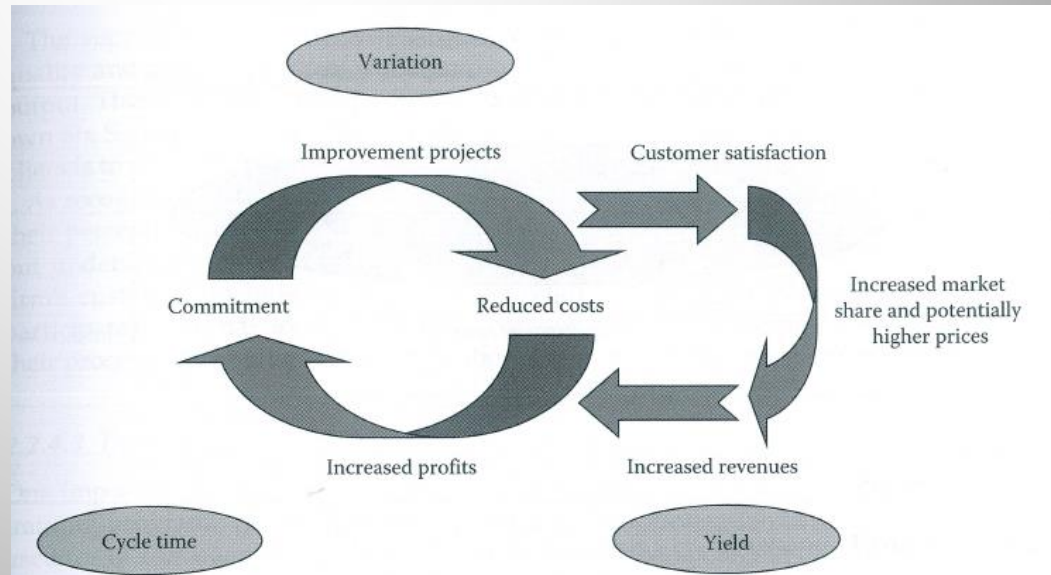 Variation
Improvement projects
Customer satisfaction
Commitment
Reduced costs
Increased market
share and potentially
higher prices
Increased profits
Increased revenues
Cycle time
Yield